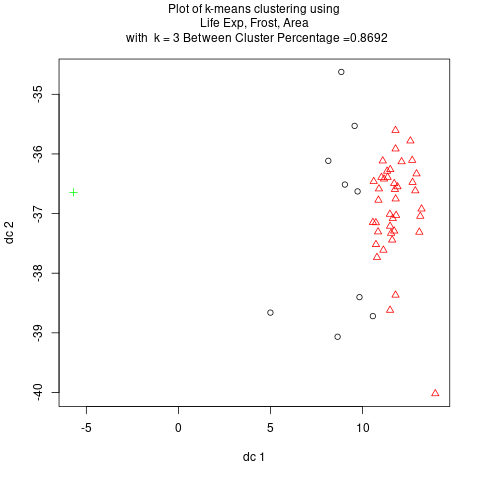 Plot of k-means clustering using
Life Exp, Frost, Area
with k = 3 Between Cluster Percentage =0.8692
-35
-36
-37
-38
-39
-40
dc 2
-5
0
5
10
dc 1